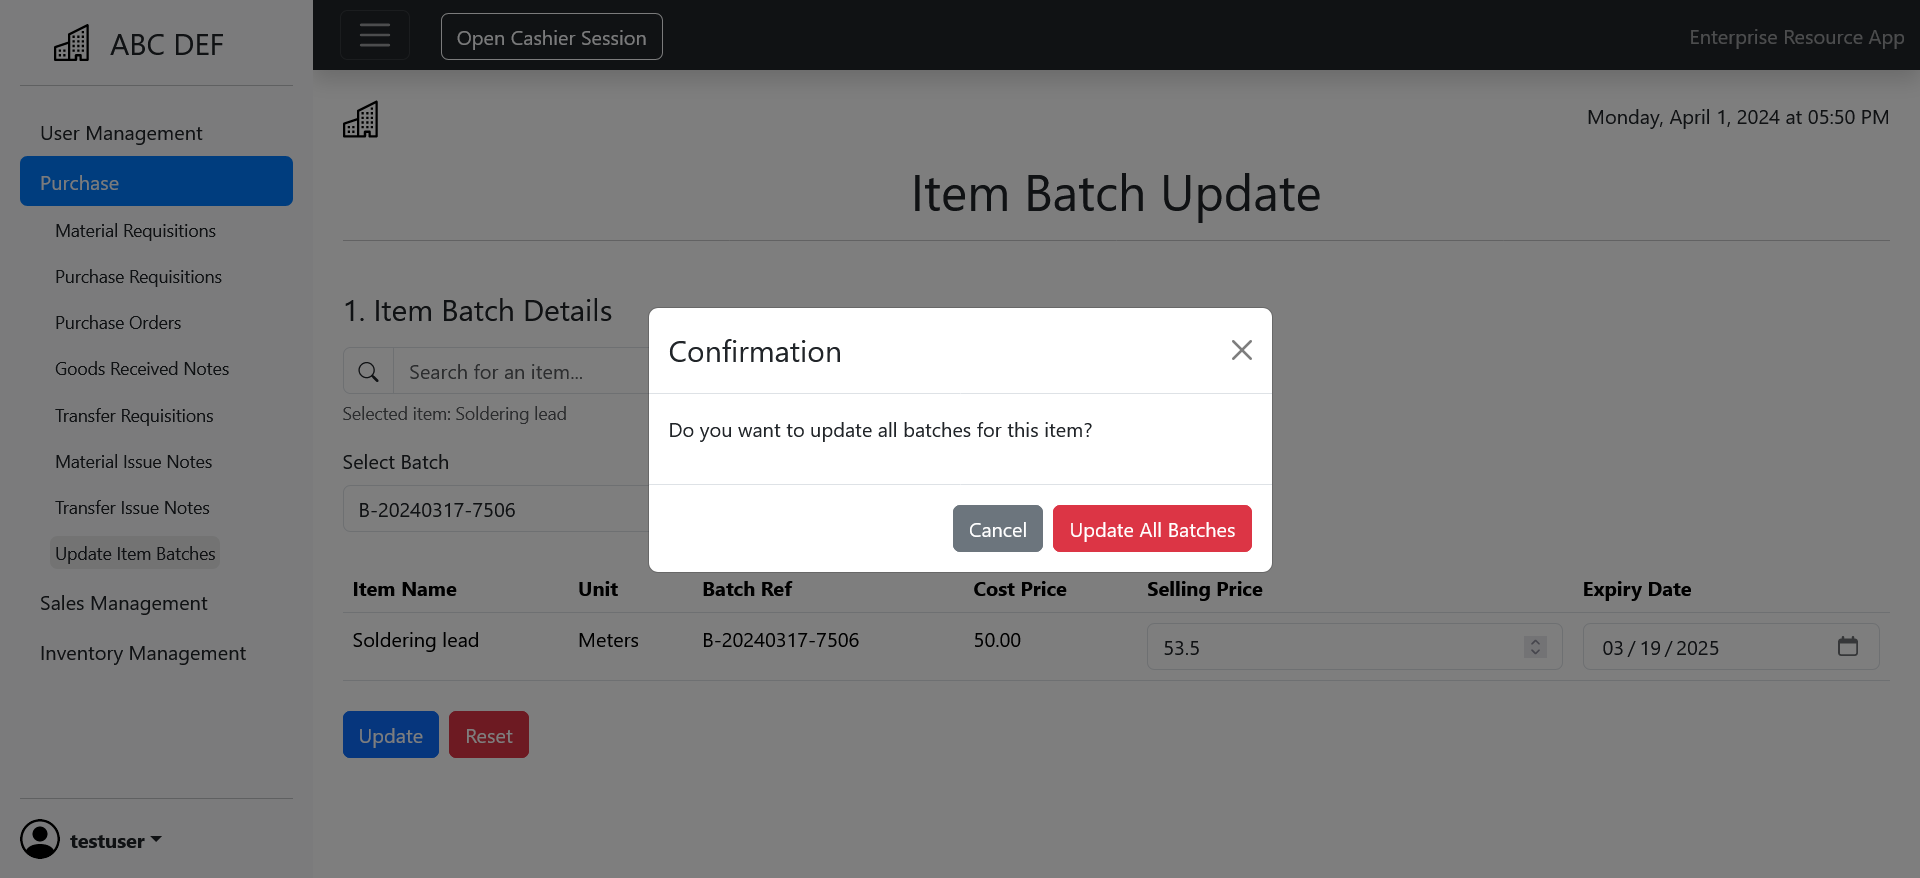 ABC DEF
Open Cashier Session
Enterprise Resource App
User Management
Purchase
Material Requisitions
Purchase Requisitions
Purchase Orders
Goods Received Notes
Transfer Requisitions
Material Issue Notes
Transfer Issue Notes
Update Item Batches
Sales Management
Inventory Management
testuser
Monday, April 1, 2024 at 05:50 PM
Item Batch Update
1. Item Batch Details
Search for an item...
Selected item: Soldering lead
Select Batch
B-20240317-7506
Confirmation
Do you want to update all batches for this item?
Cancel Update All Batches
Item Name Unit Batch Ref Cost Price Selling Price Expiry Date
Soldering lead Meters B-20240317-7506 50.00 53.5 03/19/2025
Update Reset